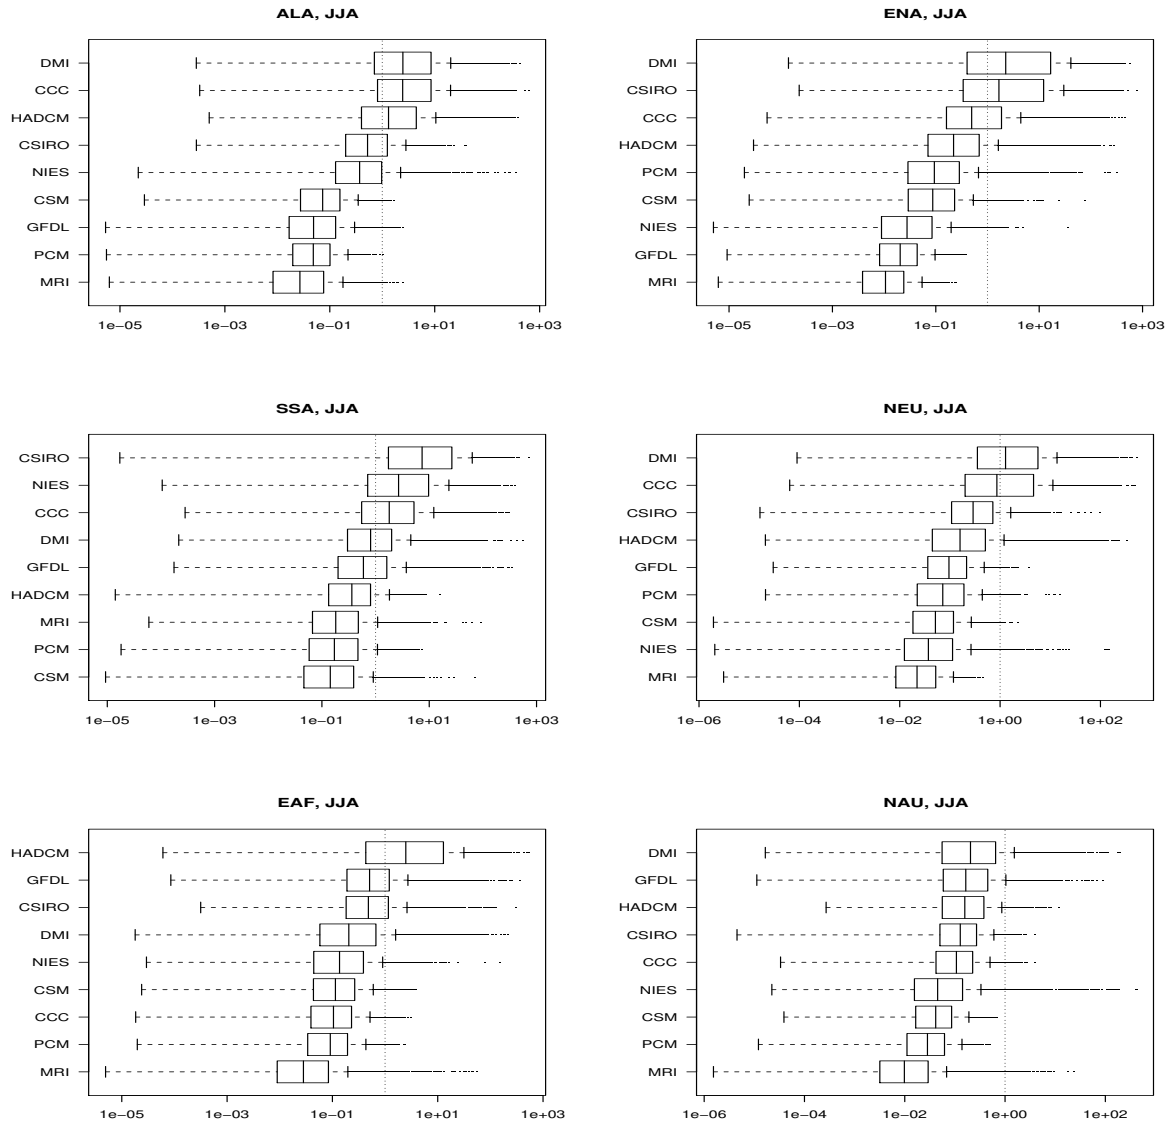 ALA, JJA
DMI
CCC
HADCM
CSIRO
NIES
CSM
GFDL
PCM
MRI
1e−05 1e−03 1e−01 1e+01 1e+03
ENA, JJA
DMI
CSIRO
CCC
HADCM
PCM
CSM
NIES
GFDL
MRI
1e−05 1e−03 1e−01 1e+01 1e+03
SSA, JJA
CSIRO
NIES
CCC
DMI
GFDL
HADCM
MRI
PCM
CSM
1e−05 1e−03 1e−01 1e+01 1e+03
NEU, JJA
DMI
CCC
CSIRO
HADCM
GFDL
PCM
CSM
NIES
MRI
1e−06 1e−04 1e−02 1e+00 1e+02
EAF, JJA
HADCM
GFDL
CSIRO
DMI
NIES
CSM
CCC
PCM
MRI
1e−05 1e−03 1e−01 1e+01 1e+03
NAU, JJA
DMI
GFDL
HADCM
CSIRO
CCC
NIES
CSM
PCM
MRI
1e−06 1e−04 1e−02 1e+00 1e+02